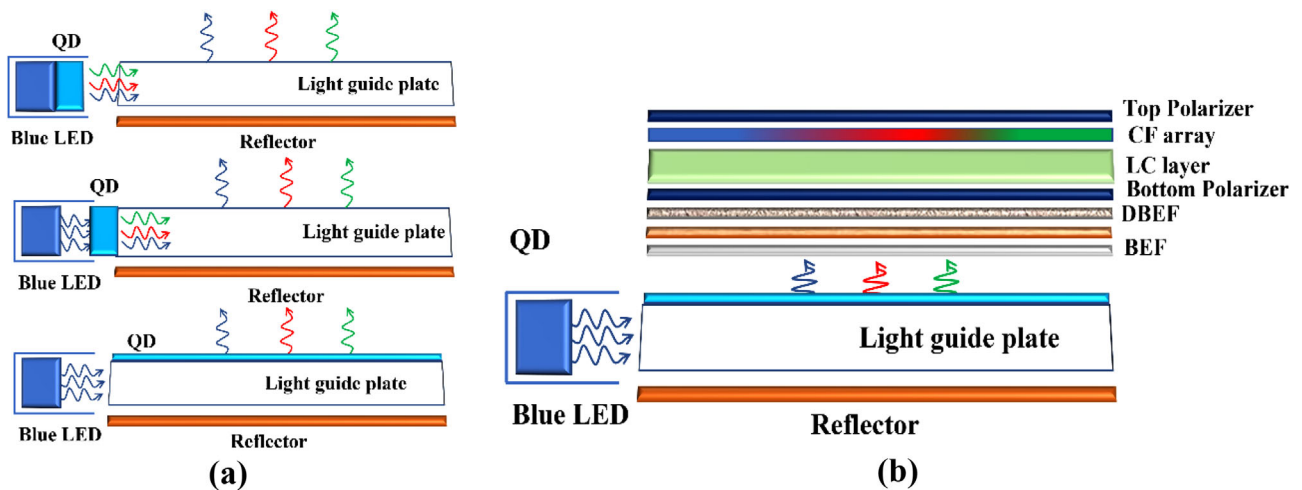 QD
Light guide plate
Blue LED
Reflector
QD
Light guide plate
Blue LED
Reflector
QD
Light guide plate
Blue LED
Reflector
(a)
Top Polarizer
CF array
LC layer
Bottom Polarizer
DBEF
BEF
QD
Light guide plate
Blue LED
Reflector
(b)